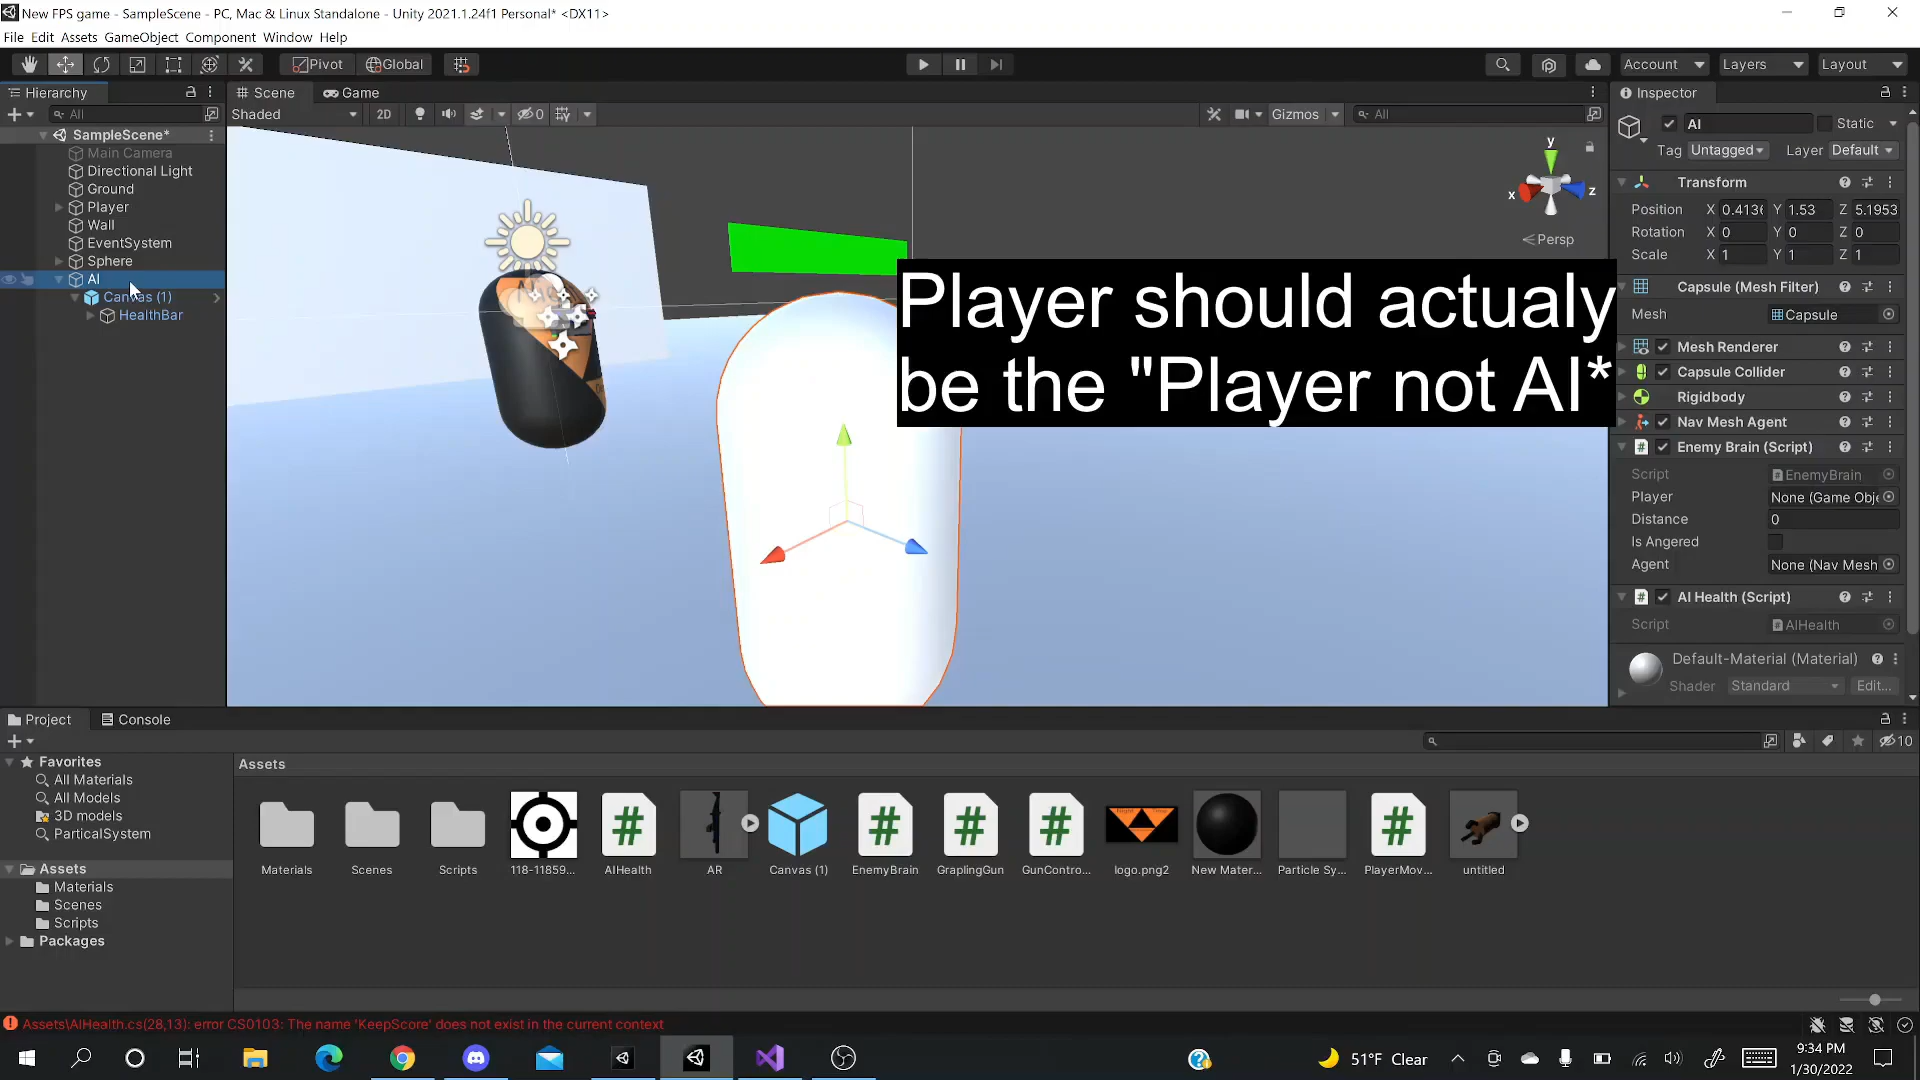 New FPS game - SampleScene - PC, Mac & Linux Standalone - Unity 2021.1.24f1 Personal* <DX11>
File Edit Assets GameObject Component Window Help
Pivot Global Account Layers Layout
Hierarchy
All
SampleScene*
Main Camera
Directional Light
Ground
Player
Wall
EventSystem
Sphere
AI
Canvas (1)
HealthBar
Scene Game
Shaded 2D 0 Gizmos All
y
x z
Persp
Player should actualy
be the "Player not AI*
Inspector
AI Static
Tag Untagged Layer Default
Transform
Position X 0.4136 Y 1.53 Z 5.1953
Rotation X 0 Y 0 Z 0
Scale X 1 Y 1 Z 1
Capsule (Mesh Filter)
Mesh Capsule
Mesh Renderer
Capsule Collider
Rigidbody
Nav Mesh Agent
Enemy Brain (Script)
Script EnemyBrain
Player None (Game Obje
Distance 0
Is Angered
Agent None (Nav Mesh
AI Health (Script)
Script AIHealth
Default-Material (Material)
Shader Standard Edit...
Project Console
10
Favorites
All Materials
All Models
3D models
ParticalSystem
Assets
Materials
Scenes
Scripts
Packages
Assets
Materials Scenes Scripts 118-11859... AIHealth AR Canvas (1) EnemyBrain GraplingGun GunContro... logo.png2 New Mater... Particle Sy... PlayerMov... untitled
Assets\AIHealth.cs(28,13): error CS0103: The name 'KeepScore' does not exist in the current context
51°F Clear
9:34 PM
1/30/2022